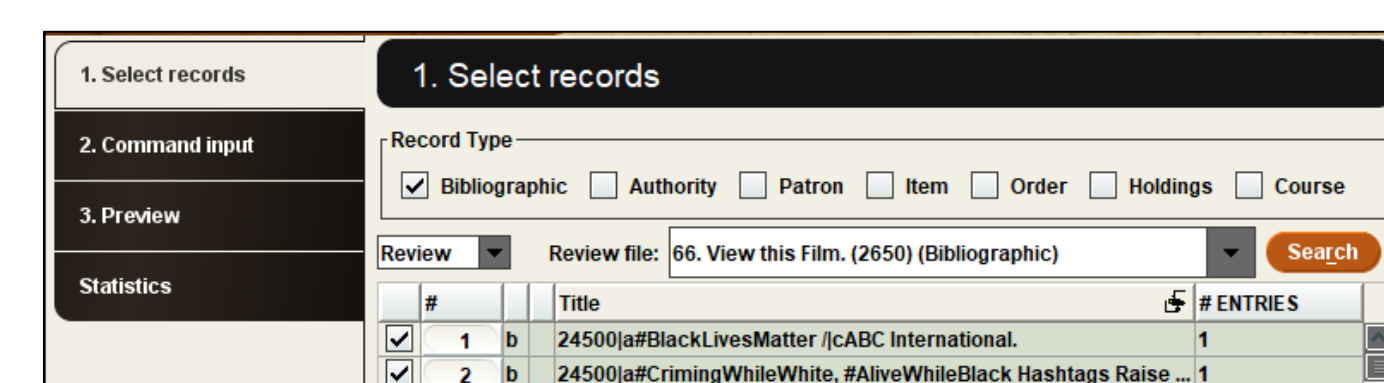 1. Select records
2. Command input
3. Preview
Statistics
1. Select records
Record Type
Bibliographic Authority Patron Item Order Holdings Course
Review Review file: 66. View this Film. (2650) (Bibliographic) Search
# Title # ENTRIES
1 b 24500|a#BlackLivesMatter /|cABC International. 1
2 b 24500|a#CrimingWhileWhite, #AliveWhileBlack Hashtags Raise ... 1